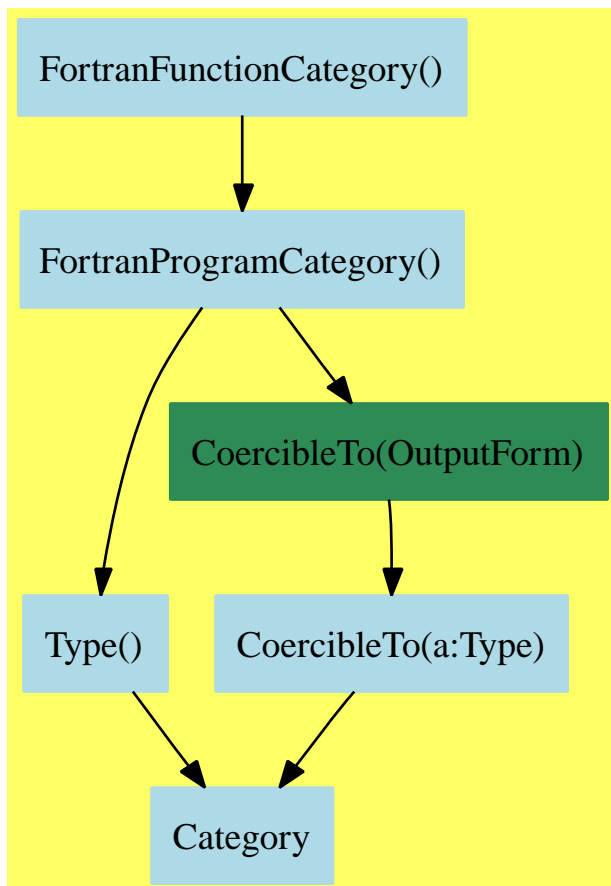 FortranFunctionCategory()
FortranProgramCategory()
CoercibleTo(OutputForm)
Type()
CoercibleTo(a:Type)
Category